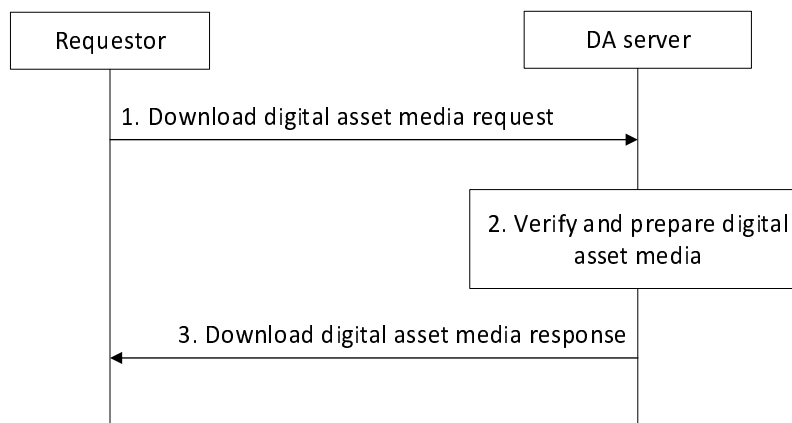 Requestor
DA server
1. Download digital asset media request
2. Verify and prepare digital
asset media
3. Download digital asset media response